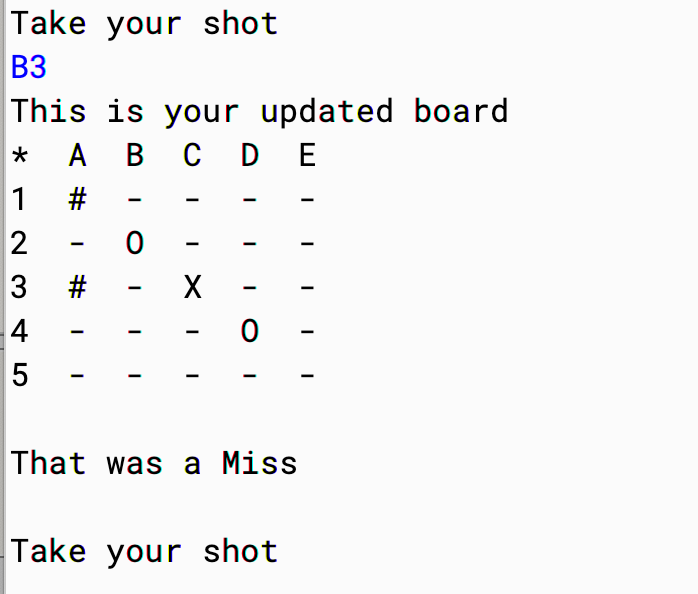 Take your shot
B3
This is your updated board
* A B C D E
1 # - - - -
2 - O - - -
3 # - X - -
4 - - - O -
5 - - - - -
That was a Miss
Take your shot